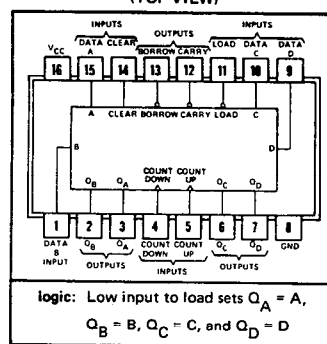 (TOP VIEW)
INPUTS OUTPUTS INPUTS
DATA CLEAR BORROW CARRY LOAD DATA DATA
VCC A C D
16 15 14 13 12 11 10 9
A CLEAR BORROW CARRY LOAD C
B D
COUNT COUNT
QB QA DOWN UP QC QD
1 2 3 4 5 6 7 8
DATA QB QA COUNT COUNT QC QD GND
B DOWN UP
INPUT OUTPUTS INPUTS OUTPUTS
logic: Low input to load sets QA = A,
QB = B, QC = C, and QD = D